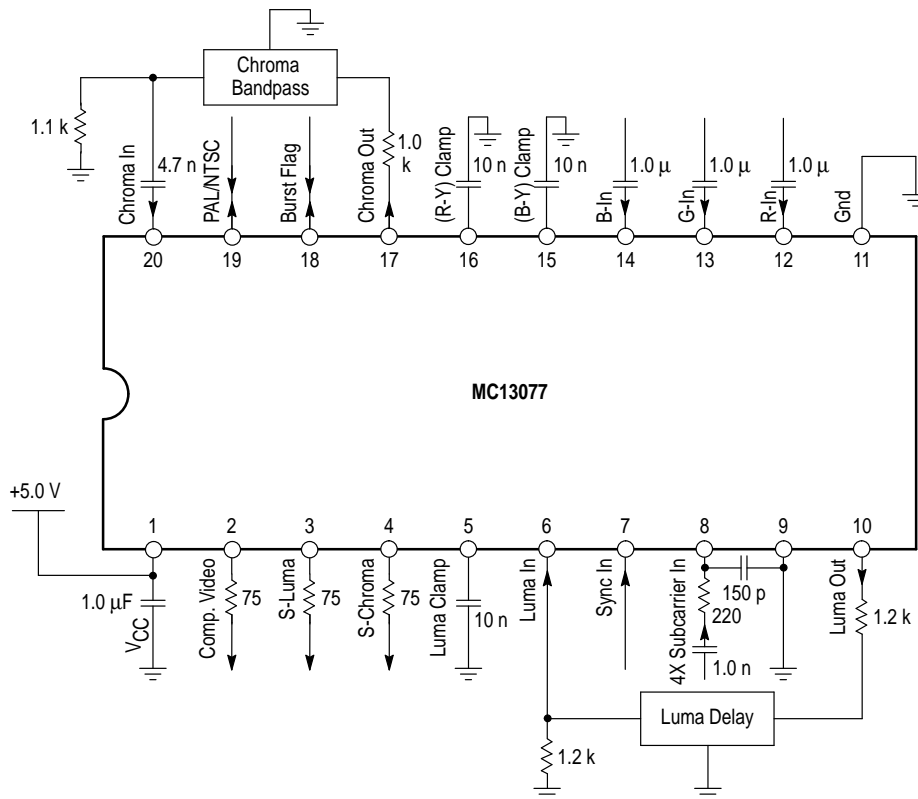 Chroma
Bandpass
1.1 k
4.7 n
1.0
k
10 n
10 n
1.0 μ
1.0 μ
1.0 μ
Chroma In
PAL/NTSC
Burst Flag
Chroma Out
(R-Y) Clamp
(B-Y) Clamp
B-In
G-In
R-In
Gnd
20
19
18
17
16
15
14
13
12
11
MC13077
+5.0 V
1
2
3
4
5
6
7
8
9
10
1.0 μF
VCC
Comp. Video
75
S-Luma
75
S-Chroma
75
Luma Clamp
10 n
Luma In
Sync In
4X Subcarrier In
220
150 p
1.0 n
Luma Out
1.2 k
Luma Delay
1.2 k